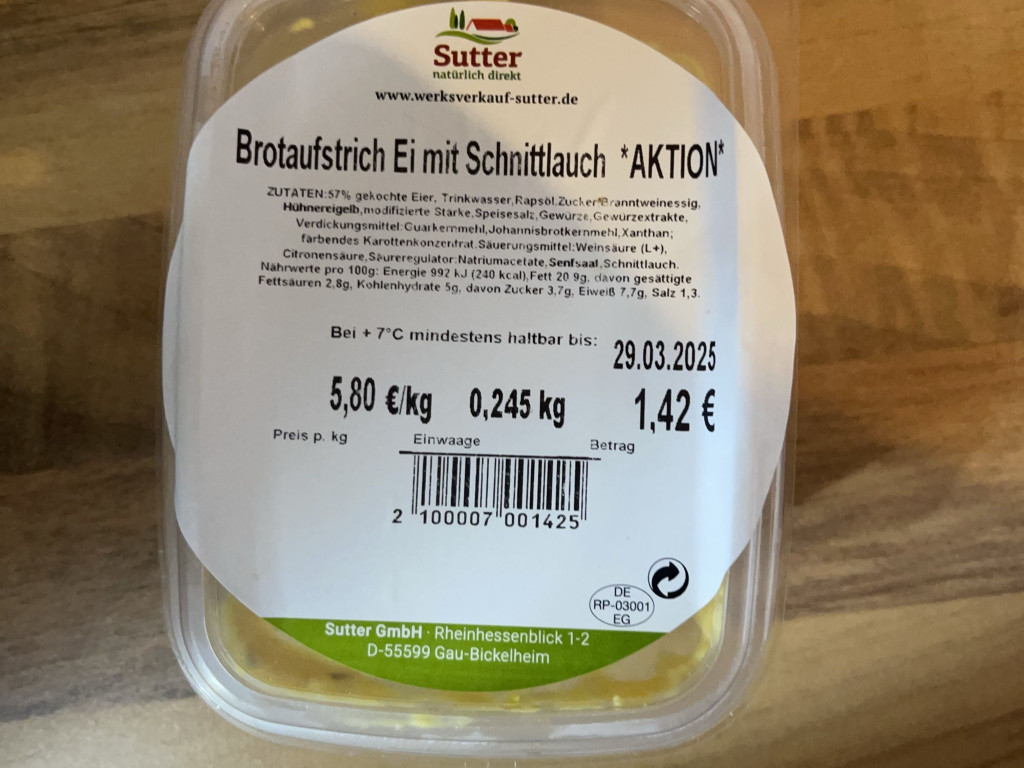 Sutter
natürlich direkt
www.werksverkauf-sutter.de
Brotaufstrich Ei mit Schnittlauch *AKTION*
ZUTATEN:57% gekochte Eier, Trinkwasser,Rapsöl,Zucker,Branntweinessig,
Hühnereigelb,modifizierte Stärke,Speisesalz,Gewürze,Gewürzextrakte,
Verdickungsmittel:Guarkernmehl,Johannisbrotkernmehl,Xanthan;
färbendes Karottenkonzentrat,Säuerungsmittel:Weinsäure (L+),
Citronensäure,Säureregulator:Natriumacetate,Senfsaat,Schnittlauch,
Nährwerte pro 100g: Energie 992 kJ (240 kcal),Fett 20,9g, davon gesättigte
Fettsäuren 2,8g, Kohlenhydrate 5g, davon Zucker 3,7g, Eiweiß 7,7g, Salz 1,3.
Bei + 7°C mindestens haltbar bis:
29.03.2025
5,80 €/kg 0,245 kg 1,42 €
Preis p. kg Einwaage Betrag
2 100007 001425
DE
RP-03001
EG
Sutter GmbH · Rheinhessenblick 1-2
D-55599 Gau-Bickelheim